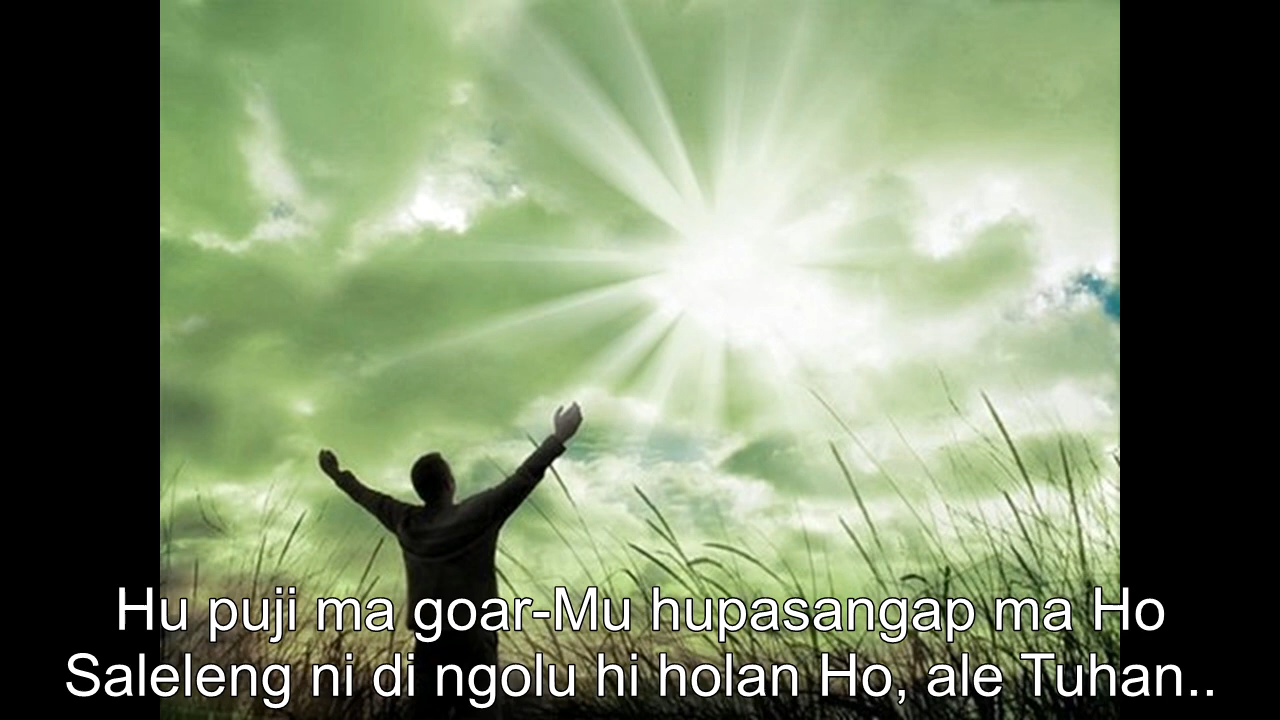 Hu puji ma goar-Mu hupasangap ma Ho
Saleleng ni di ngolu hi holan Ho, ale Tuhan..